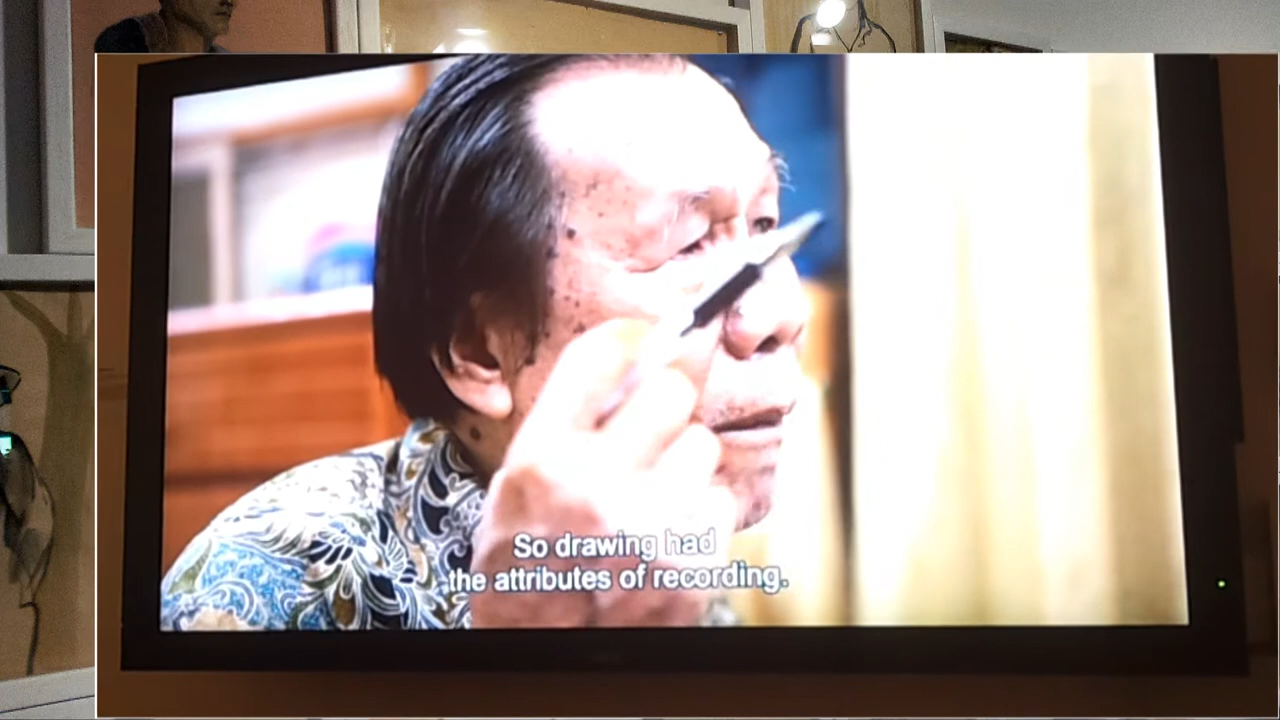 So drawing had
the attributes of recording.